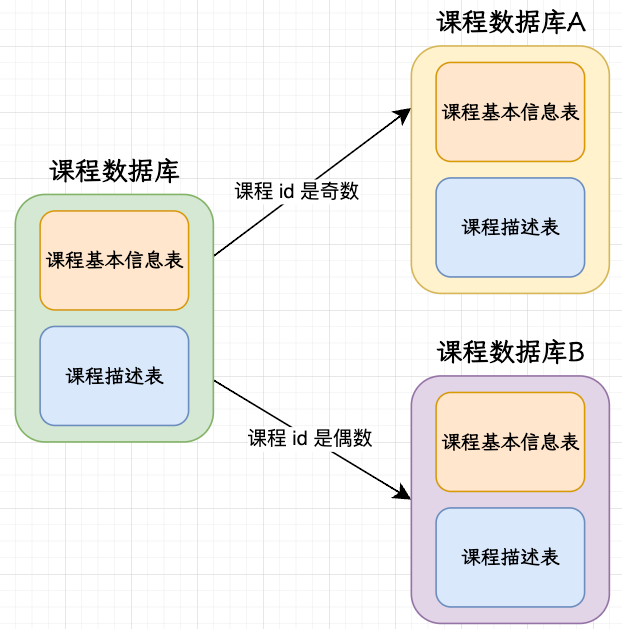 课程数据库
课程基本信息表
课程描述表
课程 id 是奇数
课程 id 是偶数
课程数据库A
课程基本信息表
课程描述表
课程数据库B
课程基本信息表
课程描述表